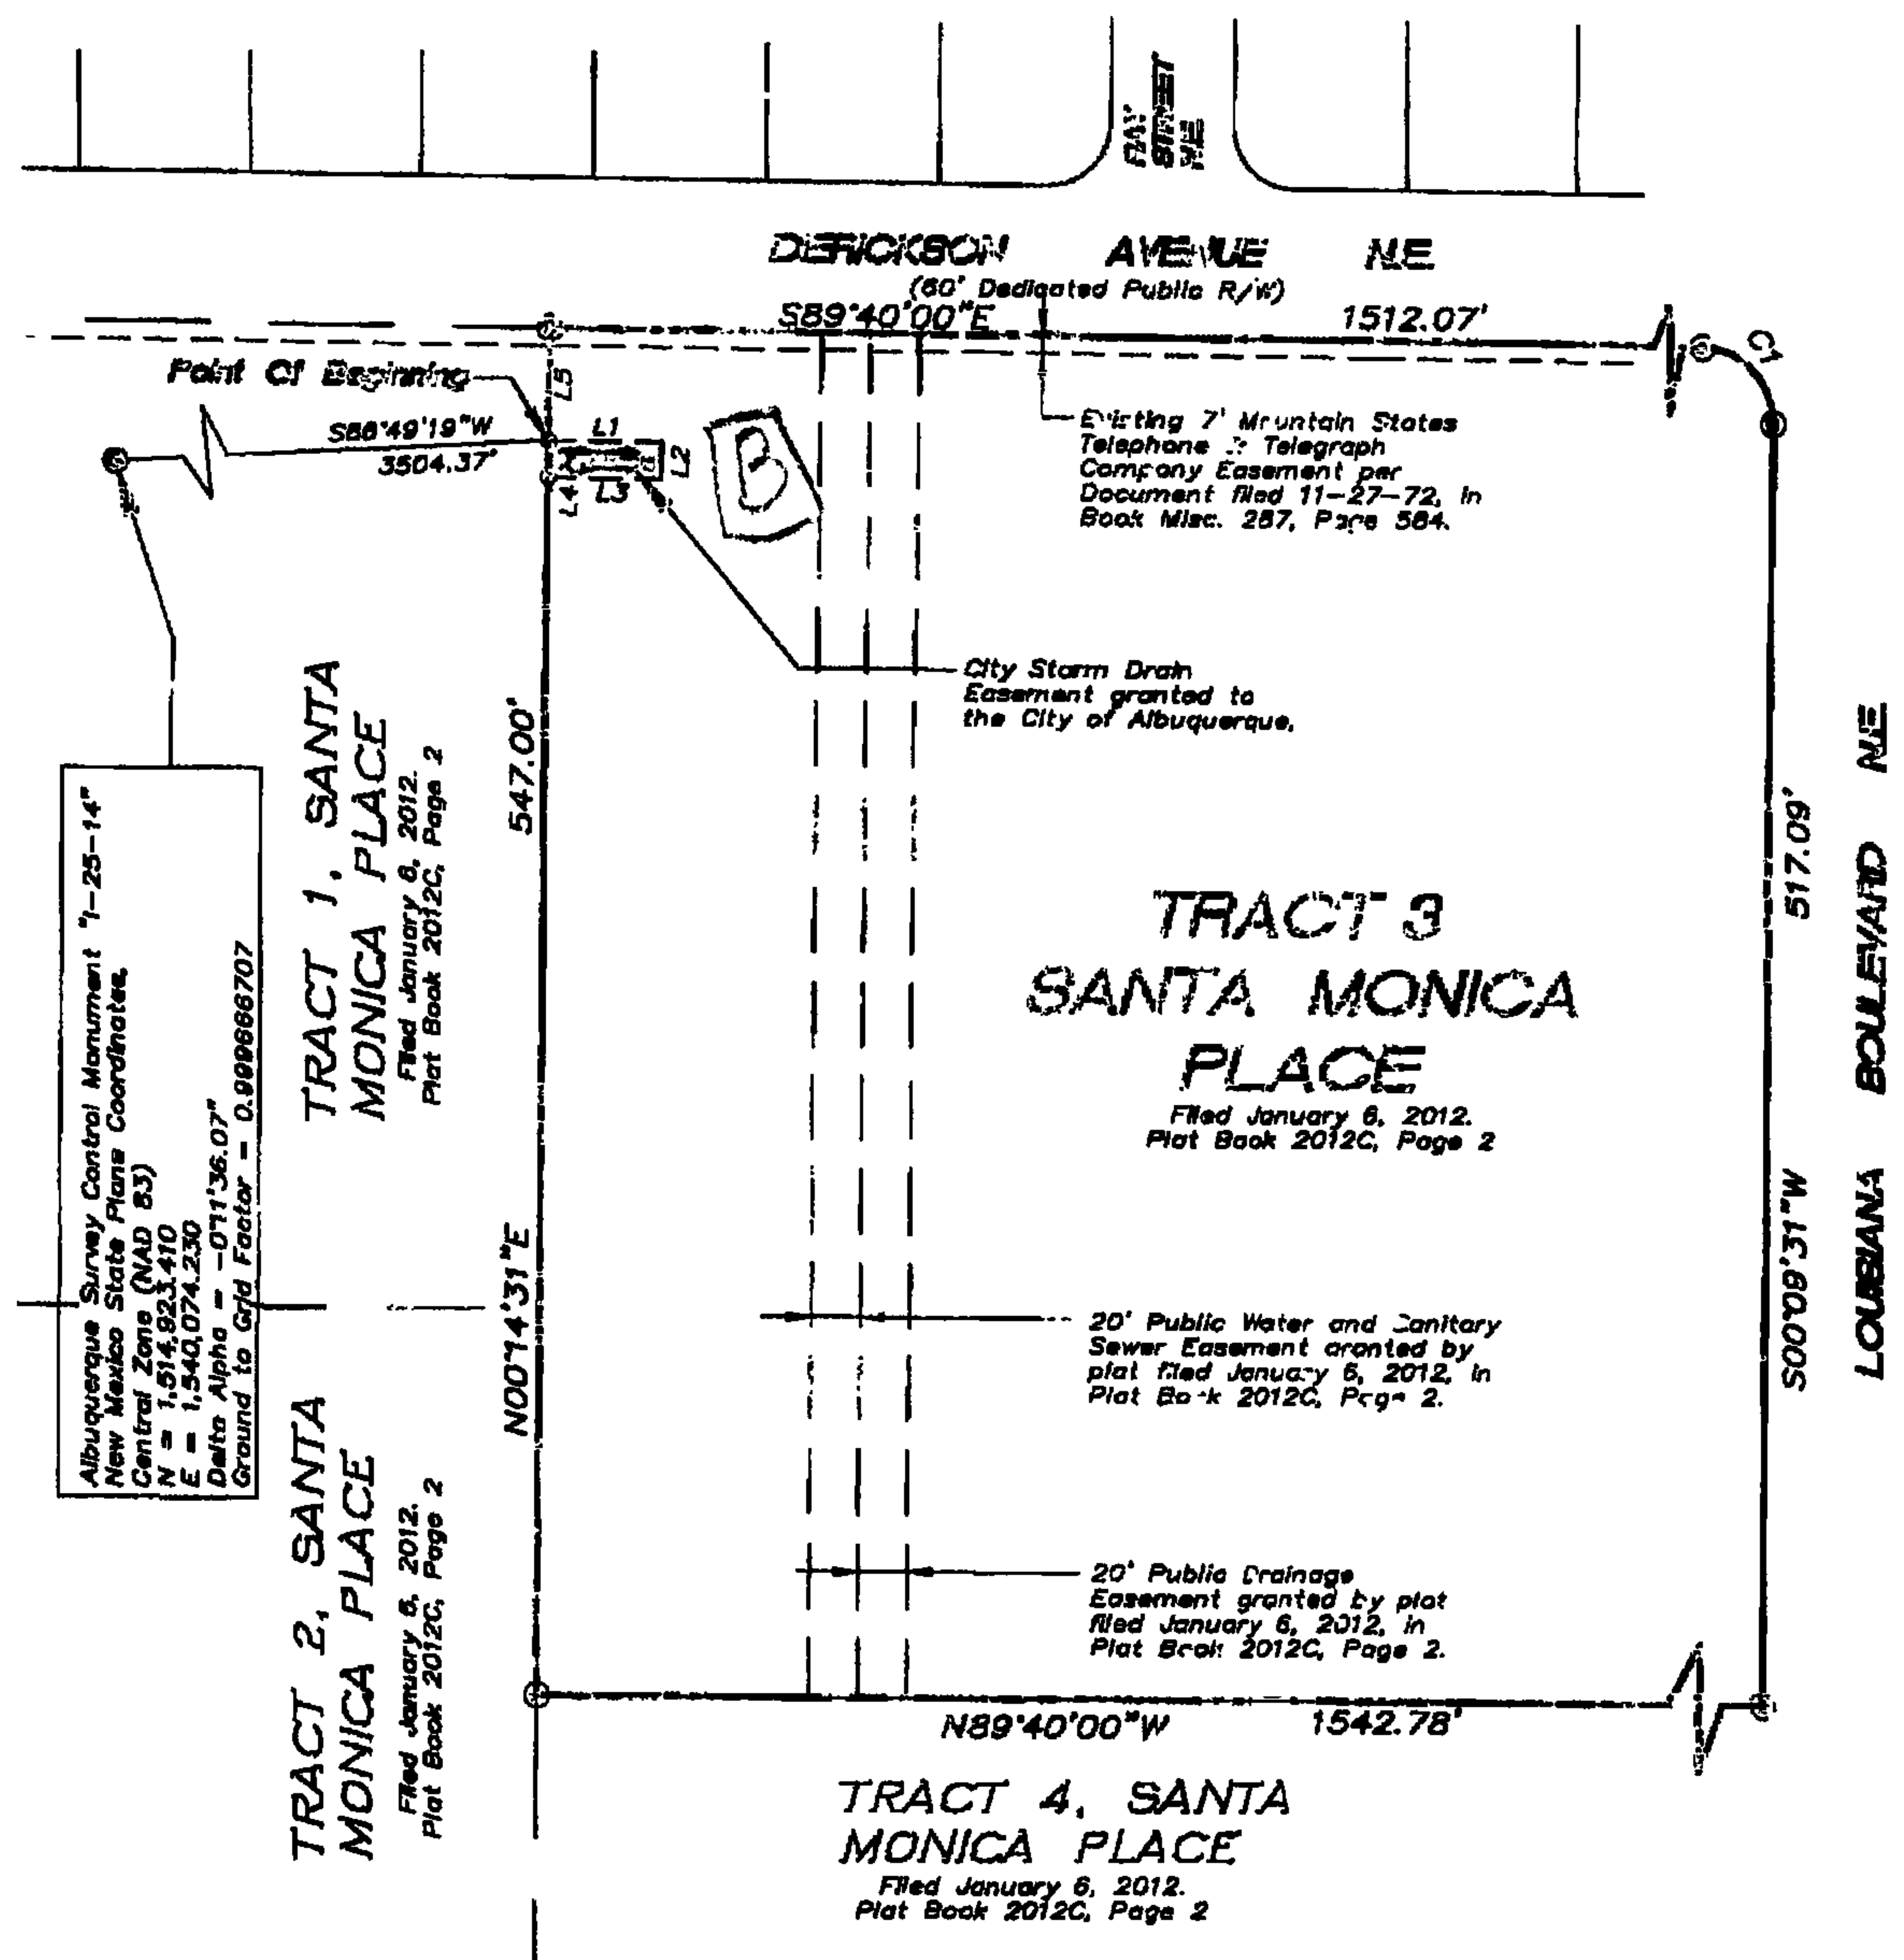 STREET
NE
DERICKSON AVENUE NE
(60' Dedicated Public R/W)
S89°40'00"E 1512.07'
C1
Point Of Beginning
L5
S88°49'19"W
3504.37'
L1
L2
L3
L4
B
Existing 7' Mountain States
Telephone & Telegraph
Company Easement per
Document filed 11-27-72, in
Book Misc. 287, Page 584.
City Storm Drain
Easement granted to
the City of Albuquerque.
TRACT 1, SANTA
MONICA PLACE
Filed January 6, 2012.
Plat Book 2012C, Page 2
547.00'
N00°14'31"E
Albuquerque Survey Control Monument "1-25-14"
New Mexico State Plane Coordinates,
Central Zone (NAD 83)
N = 1,514,923.410
E = 1,540,074.230
Delta Alpha = -0°11'36.07"
Ground to Grid Factor = 0.999666707
TRACT 3
SANTA MONICA
PLACE
Filed January 6, 2012.
Plat Book 2012C, Page 2
517.09'
S00°09'31"W
LOUISIANA BOULEVARD NE
20' Public Water and Sanitary
Sewer Easement granted by
plat filed January 6, 2012, in
Plat Book 2012C, Page 2.
TRACT 2, SANTA
MONICA PLACE
Filed January 6, 2012.
Plat Book 2012C, Page 2
20' Public Drainage
Easement granted by plat
filed January 6, 2012, in
Plat Book 2012C, Page 2.
N89°40'00"W 1542.78'
TRACT 4, SANTA
MONICA PLACE
Filed January 6, 2012.
Plat Book 2012C, Page 2